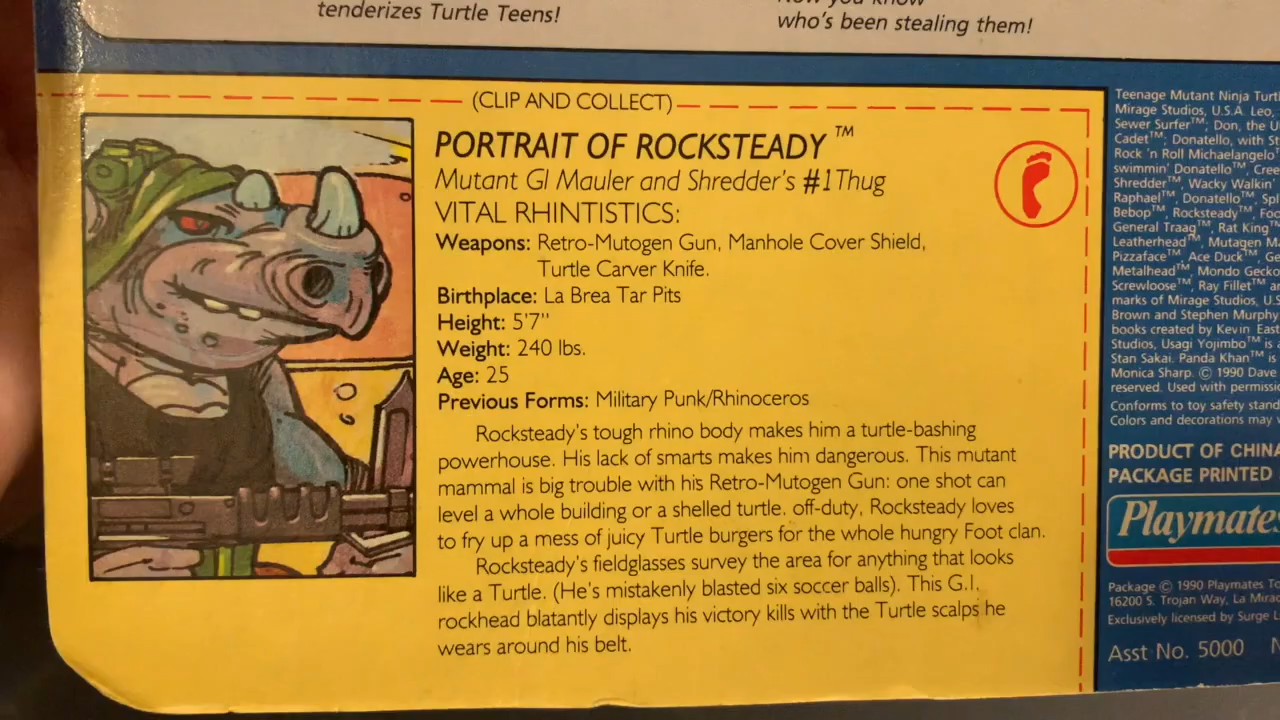 tenderizes Turtle Teens!
who's been stealing them!
(CLIP AND COLLECT)
PORTRAIT OF ROCKSTEADY™
Mutant GI Mauler and Shredder's #1 Thug
VITAL RHINTISTICS:
Weapons: Retro-Mutogen Gun, Manhole Cover Shield,
Turtle Carver Knife.
Birthplace: La Brea Tar Pits
Height: 5'7"
Weight: 240 lbs.
Age: 25
Previous Forms: Military Punk/Rhinoceros
Rocksteady's tough rhino body makes him a turtle-bashing
powerhouse. His lack of smarts makes him dangerous. This mutant
mammal is big trouble with his Retro-Mutogen Gun: one shot can
level a whole building or a shelled turtle. off-duty, Rocksteady loves
to fry up a mess of juicy Turtle burgers for the whole hungry Foot clan.
Rocksteady's fieldglasses survey the area for anything that looks
like a Turtle. (He's mistakenly blasted six soccer balls). This G.I.
rockhead blatantly displays his victory kills with the Turtle scalps he
wears around his belt.
Teenage Mutant Ninja
Mirage Studios, U.S.A. Leo,
Sewer Surfer™; Don, the
Cadet™; Donatello, with
Rock 'n Roll Michaelangelo
swimmin' Donatello™,
Shredder™, Wacky Walkin'
Raphael™, Donatello™,
Bebop™, Rocksteady™,
General Traag™, Rat King™
Leatherhead™, Mutagen
Pizzaface™, Ace Duck™,
Metalhead™, Mondo
Screwloose™, Ray Fillet™
marks of Mirage Studios,
Brown and Stephen Murphy
books created by Kevin
Studios, Usagi Yojimbo™ is
Stan Sakai. Panda Khan™ is
Monica Sharp. © 1990 Dave
reserved. Used with
Conforms to toy safety
Colors and decorations may
PRODUCT OF CHINA
PACKAGE PRINTED
Playmates
Package © 1990 Playmates
16200 S. Trojan Way, La
Exclusively licensed by Surge
Asst No. 5000